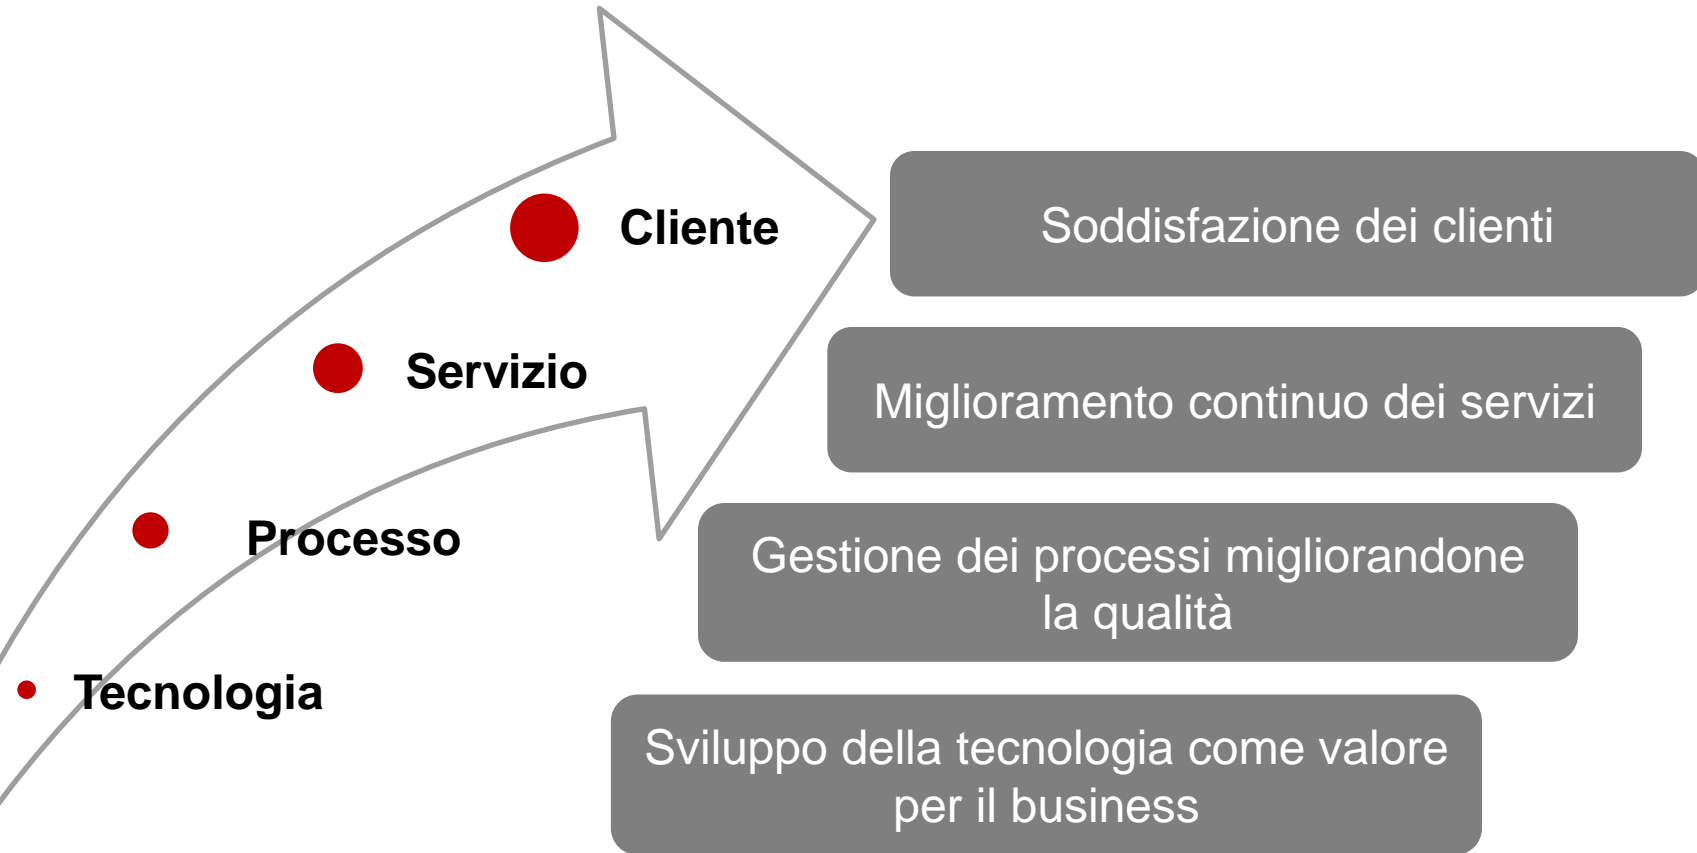 Cliente
Soddisfazione dei clienti
Servizio
Miglioramento continuo dei servizi
Processo
Gestione dei processi migliorandone
la qualità
Tecnologia
Sviluppo della tecnologia come valore
per il business